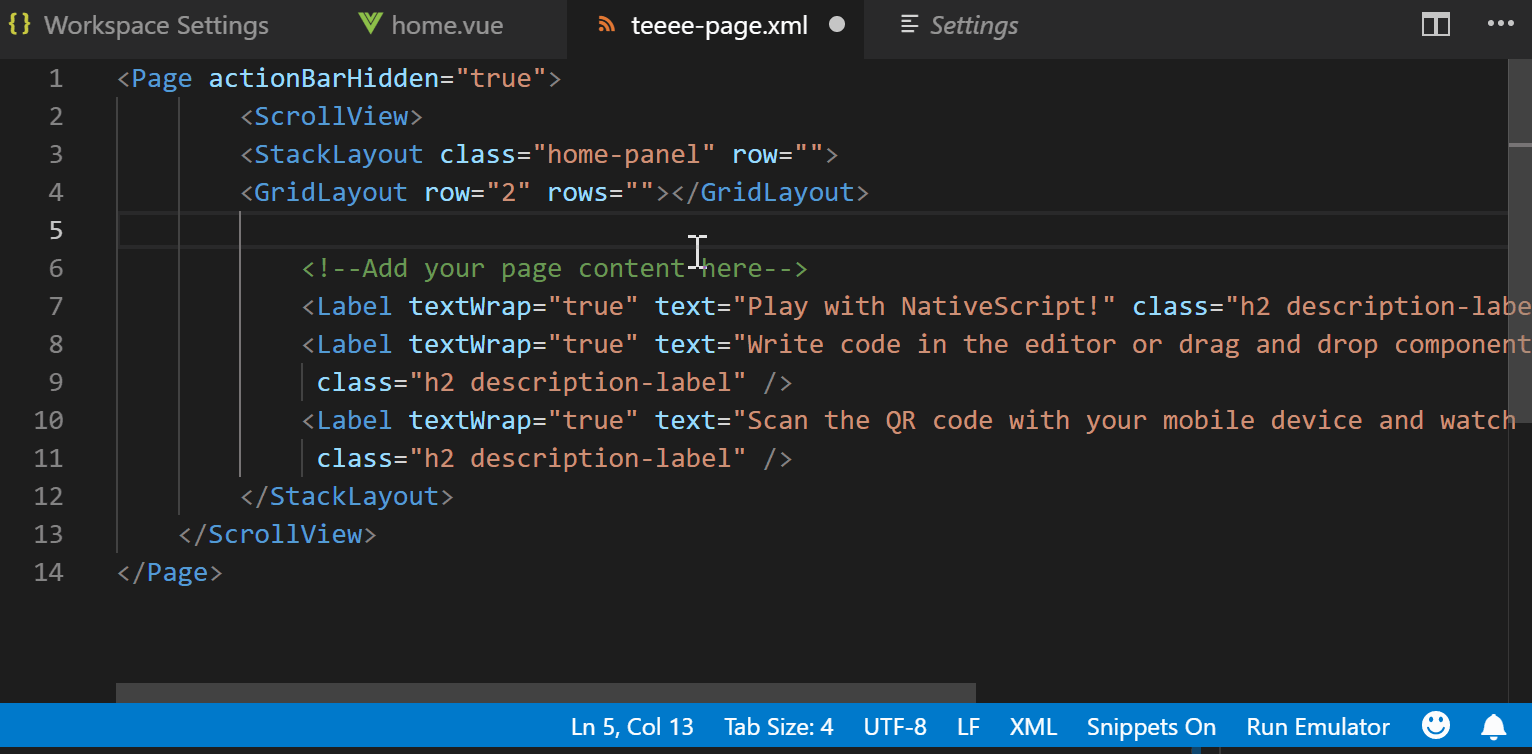 {} Workspace Settings home.vue teeee-page.xml Settings
1 <Page actionBarHidden="true">
2 <ScrollView>
3 <StackLayout class="home-panel" row="">
4 <GridLayout row="2" rows=""></GridLayout>
5
6 <!--Add your page content here-->
7 <Label textWrap="true" text="Play with NativeScript!" class="h2 description-labe
8 <Label textWrap="true" text="Write code in the editor or drag and drop component
9 class="h2 description-label" />
10 <Label textWrap="true" text="Scan the QR code with your mobile device and watch
11 class="h2 description-label" />
12 </StackLayout>
13 </ScrollView>
14 </Page>
Ln 5, Col 13 Tab Size: 4 UTF-8 LF XML Snippets On Run Emulator